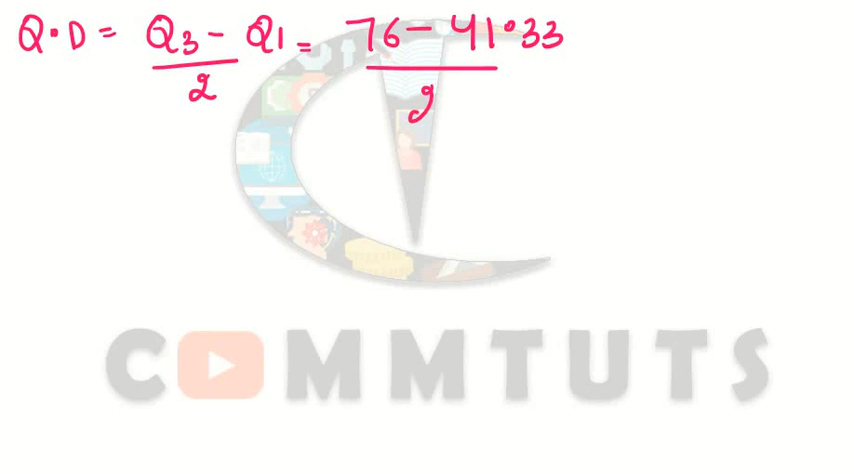 Q.D = Q3 - Q1 = 76 - 41.33
2 2
COMMTUTS